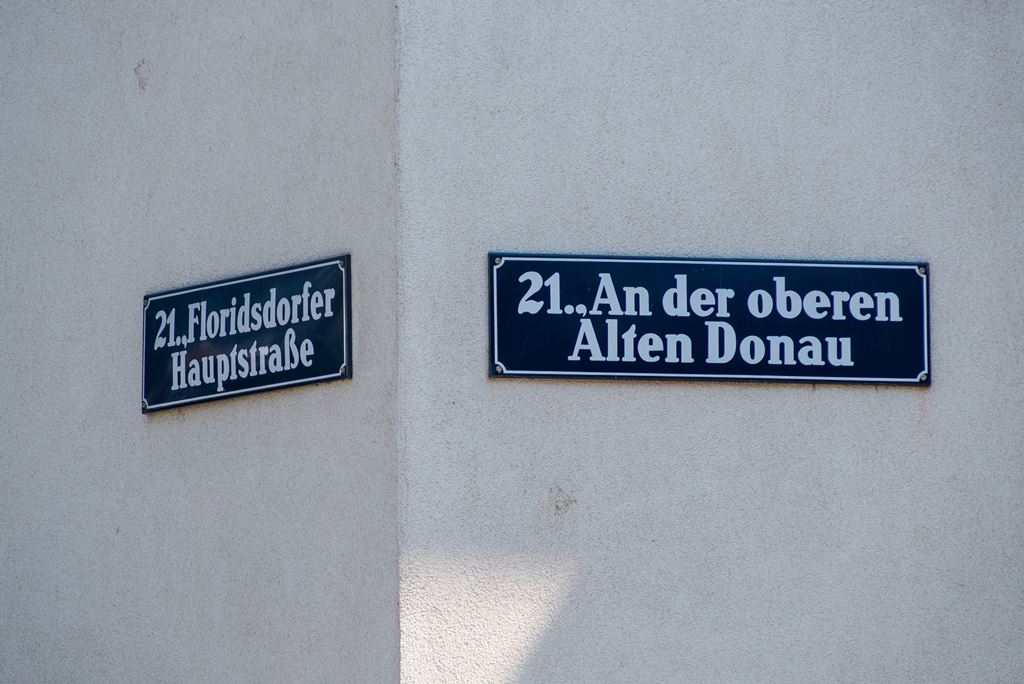 21.,Floridsdorfer
Hauptstraße
21.,An der oberen
Alten Donau